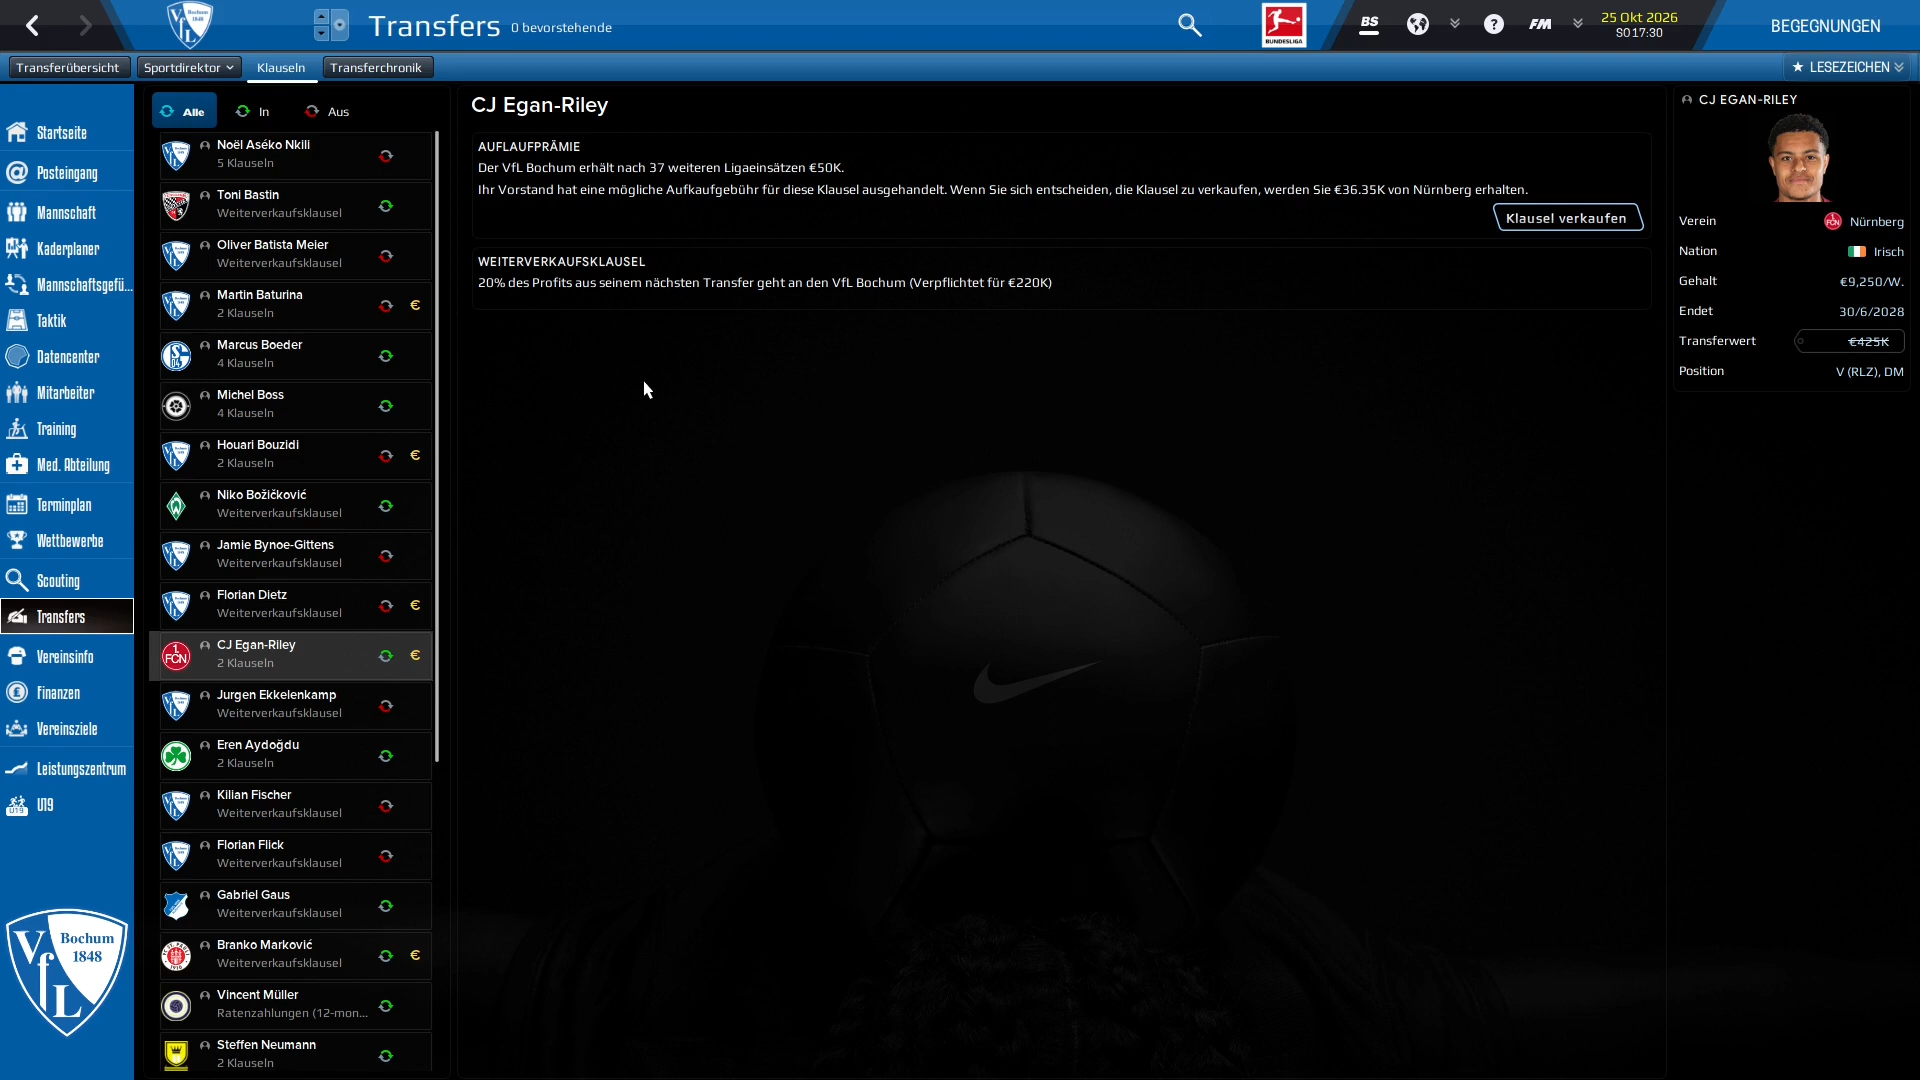 Transfers 0 bevorstehende
BUNDESLIGA
BS
?
FM
25 Okt 2026
SO 17:30
BEGEGNUNGEN
Transferübersicht
Sportdirektor
Klauseln
Transferchronik
LESEZEICHEN
Startseite
Posteingang
Mannschaft
Kaderplaner
Mannschaftsgefü...
Taktik
Datencenter
Mitarbeiter
Training
Med. Abteilung
Terminplan
Wettbewerbe
Scouting
Transfers
Vereinsinfo
Finanzen
Vereinsziele
Leistungszentrum
U19
VfL
Bochum
1848
Alle
In
Aus
Noël Aséko Nkili
5 Klauseln
Toni Bastin
Weiterverkaufsklausel
Oliver Batista Meier
Weiterverkaufsklausel
Martin Baturina
2 Klauseln
€
Marcus Boeder
4 Klauseln
Michel Boss
4 Klauseln
Houari Bouzidi
2 Klauseln
€
Niko Božičković
Weiterverkaufsklausel
Jamie Bynoe-Gittens
Weiterverkaufsklausel
Florian Dietz
Weiterverkaufsklausel
€
CJ Egan-Riley
2 Klauseln
€
Jurgen Ekkelenkamp
Weiterverkaufsklausel
Eren Aydoğdu
2 Klauseln
Kilian Fischer
Weiterverkaufsklausel
Florian Flick
Weiterverkaufsklausel
Gabriel Gaus
Weiterverkaufsklausel
Branko Marković
Weiterverkaufsklausel
€
Vincent Müller
Ratenzahlungen (12-mon...
Steffen Neumann
2 Klauseln
CJ Egan-Riley
AUFLAUFPRÄMIE
Der VfL Bochum erhält nach 37 weiteren Ligaeinsätzen €50K.
Ihr Vorstand hat eine mögliche Aufkaufgebühr für diese Klausel ausgehandelt. Wenn Sie sich entscheiden, die Klausel zu verkaufen, werden Sie €36.35K von Nürnberg erhalten.
Klausel verkaufen
WEITERVERKAUFSKLAUSEL
20% des Profits aus seinem nächsten Transfer geht an den VfL Bochum (Verpflichtet für €220K)
CJ EGAN-RILEY
Verein Nürnberg
Nation Irisch
Gehalt €9,250/W.
Endet 30/6/2028
Transferwert €425K
Position V (RLZ), DM